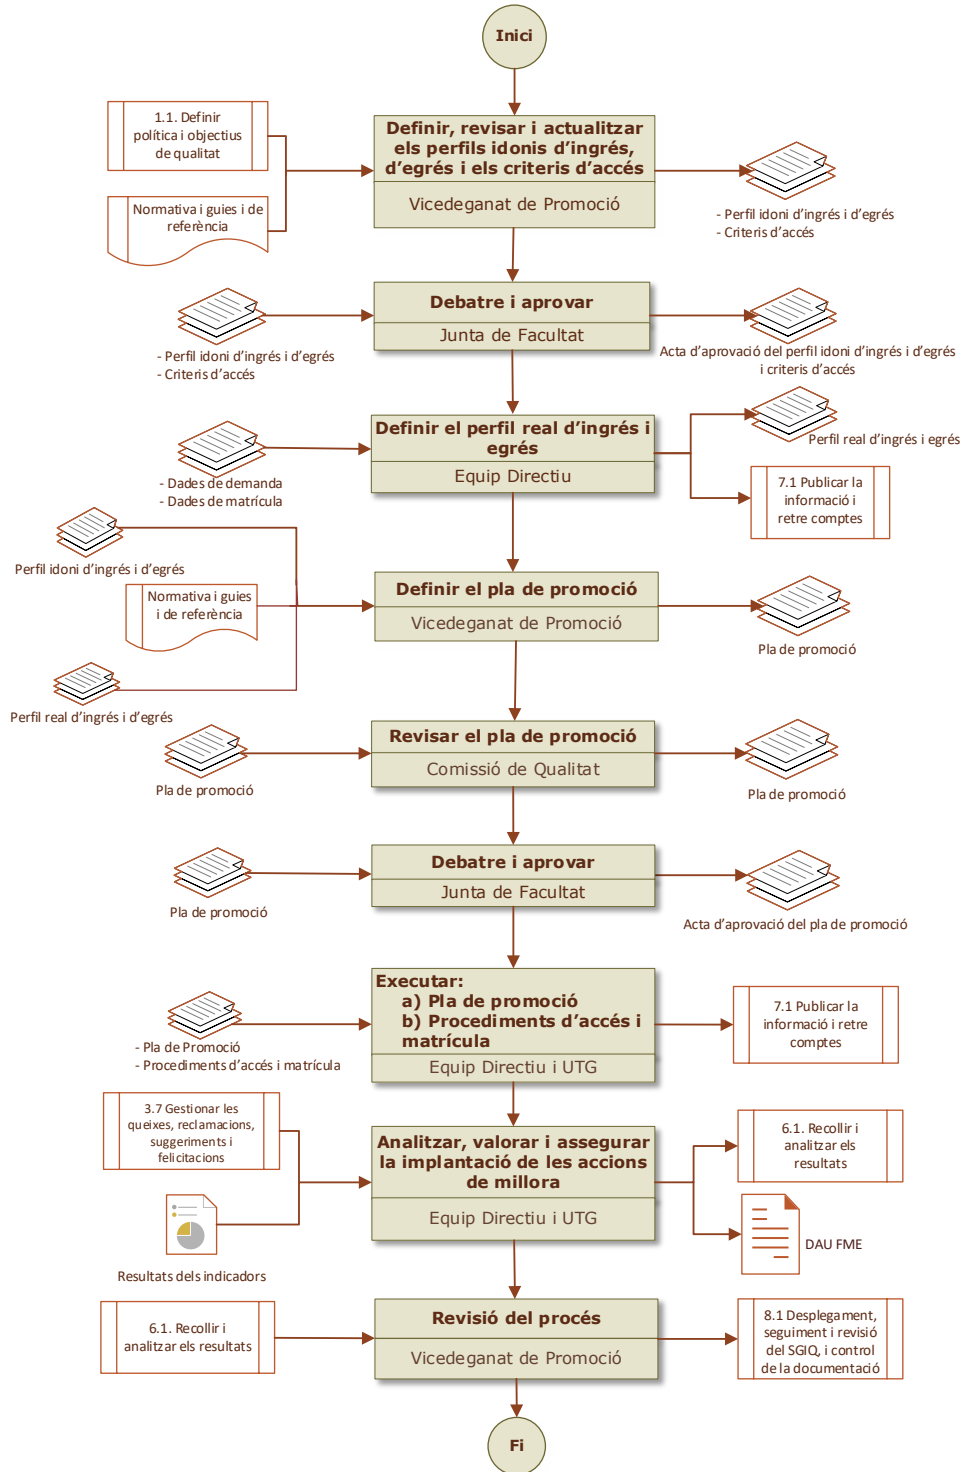 Inici
1.1. Definir
política i objectius
de qualitat
Definir, revisar i actualitzar
els perfils idonis d’ingrés,
d’egrés i els criteris d’accés
Vicedeganat de Promoció
Normativa i guies i de
referència
- Perfil idoni d’ingrés i d’egrés
- Criteris d’accés
Debatre i aprovar
Junta de Facultat
- Perfil idoni d’ingrés i d’egrés
- Criteris d’accés
Acta d’aprovació del perfil idoni d’ingrés i d’egrés
i criteris d’accés
Definir el perfil real d’ingrés i
egrés
Equip Directiu
- Dades de demanda
- Dades de matrícula
Perfil real d’ingrés i egrés
7.1 Publicar la
informació i
retre comptes
Perfil idoni d’ingrés i d’egrés
Normativa i guies
i de referència
Perfil real d’ingrés i d’egrés
Definir el pla de promoció
Vicedeganat de Promoció
Pla de promoció
Revisar el pla de promoció
Comissió de Qualitat
Pla de promoció
Pla de promoció
Debatre i aprovar
Junta de Facultat
Pla de promoció
Acta d’aprovació del pla de promoció
Executar:
a) Pla de promoció
b) Procediments d’accés i
matrícula
Equip Directiu i UTG
- Pla de Promoció
- Procediments d’accés i matrícula
7.1 Publicar la
informació i retre
comptes
3.7 Gestionar les
queixes, reclamacions,
suggeriments i
felicitacions
Analitzar, valorar i assegurar
la implantació de les accions
de millora
Equip Directiu i UTG
Resultats dels indicadors
6.1. Recollir i
analitzar els
resultats
DAU FME
6.1. Recollir i
analitzar els resultats
Revisió del procés
Vicedeganat de Promoció
8.1 Desplegament,
seguiment i revisió
del SGIQ, i control
de la documentació
Fi